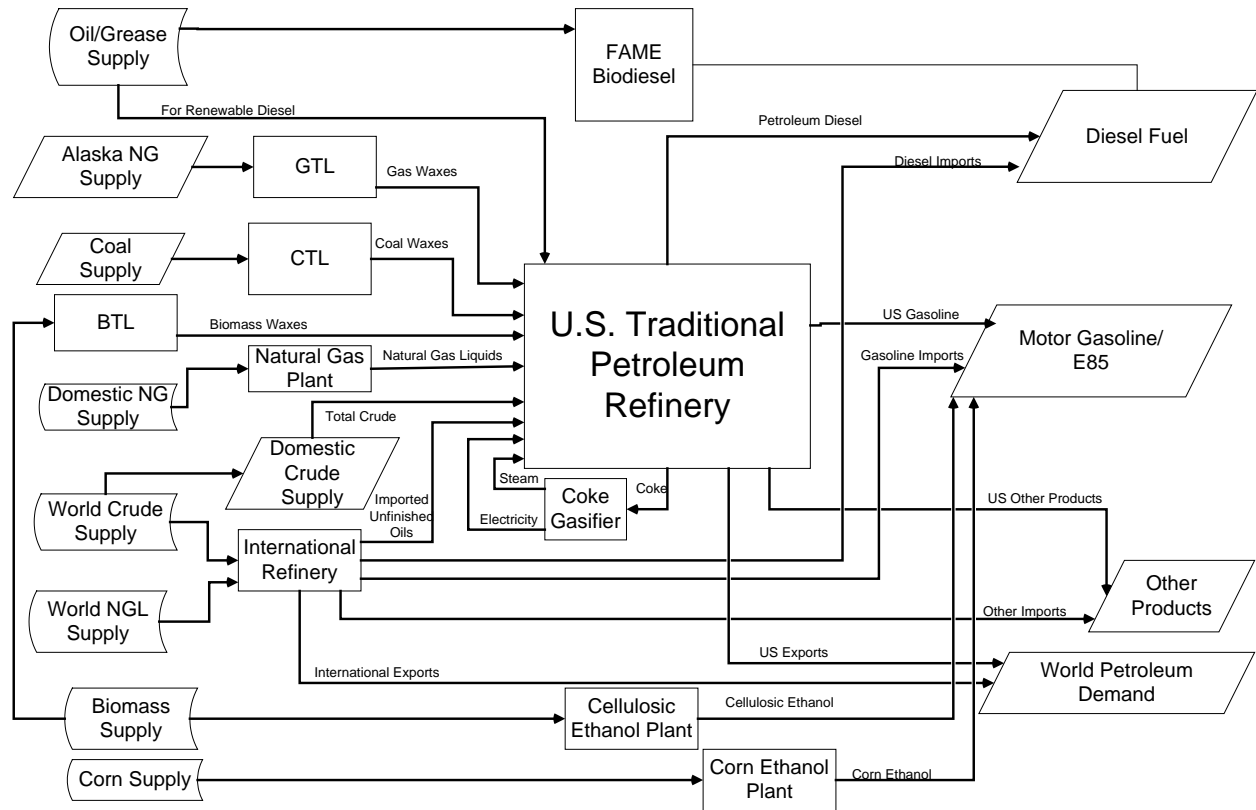 Oil/Grease
Supply
FAME
Biodiesel
For Renewable Diesel
Petroleum Diesel
Diesel Fuel
Diesel Imports
Alaska NG
Supply
GTL
Gas Waxes
Coal
Supply
CTL
Coal Waxes
BTL
Biomass Waxes
U.S. Traditional
Petroleum
Refinery
US Gasoline
Motor Gasoline/
E85
Gasoline Imports
Natural Gas
Plant
Natural Gas Liquids
Domestic NG
Supply
Total Crude
Domestic
Crude
Supply
World Crude
Supply
Imported
Unfinished
Oils
Steam
Electricity
Coke
Gasifier
Coke
US Other Products
International
Refinery
World NGL
Supply
Other Imports
Other
Products
US Exports
International Exports
World Petroleum
Demand
Biomass
Supply
Cellulosic
Ethanol Plant
Cellulosic Ethanol
Corn Supply
Corn Ethanol
Plant
Corn Ethanol